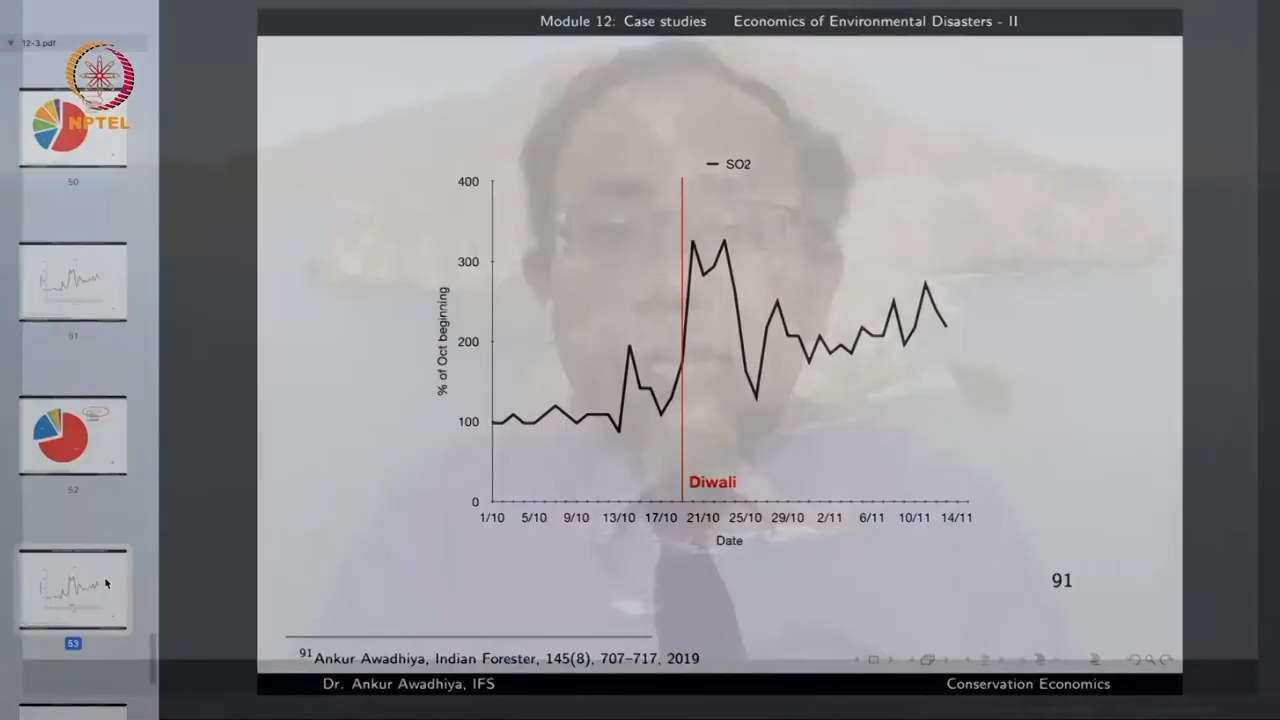 Module 12: Case studies Economics of Environmental Disasters - II
12-3.pdf
NPTEL
50
51
52
53
SO2
400
300
200
100
0
% of Oct beginning
Diwali
1/10 5/10 9/10 13/10 17/10 21/10 25/10 29/10 2/11 6/11 10/11 14/11
Date
91
91 Ankur Awadhiya, Indian Forester, 145(8), 707–717, 2019
Dr. Ankur Awadhiya, IFS Conservation Economics